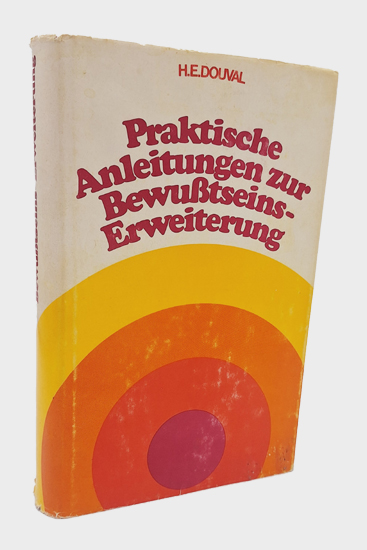 H.E.DOUVAL
Praktische
Anleitungen zur
Bewußtseins-
Erweiterung